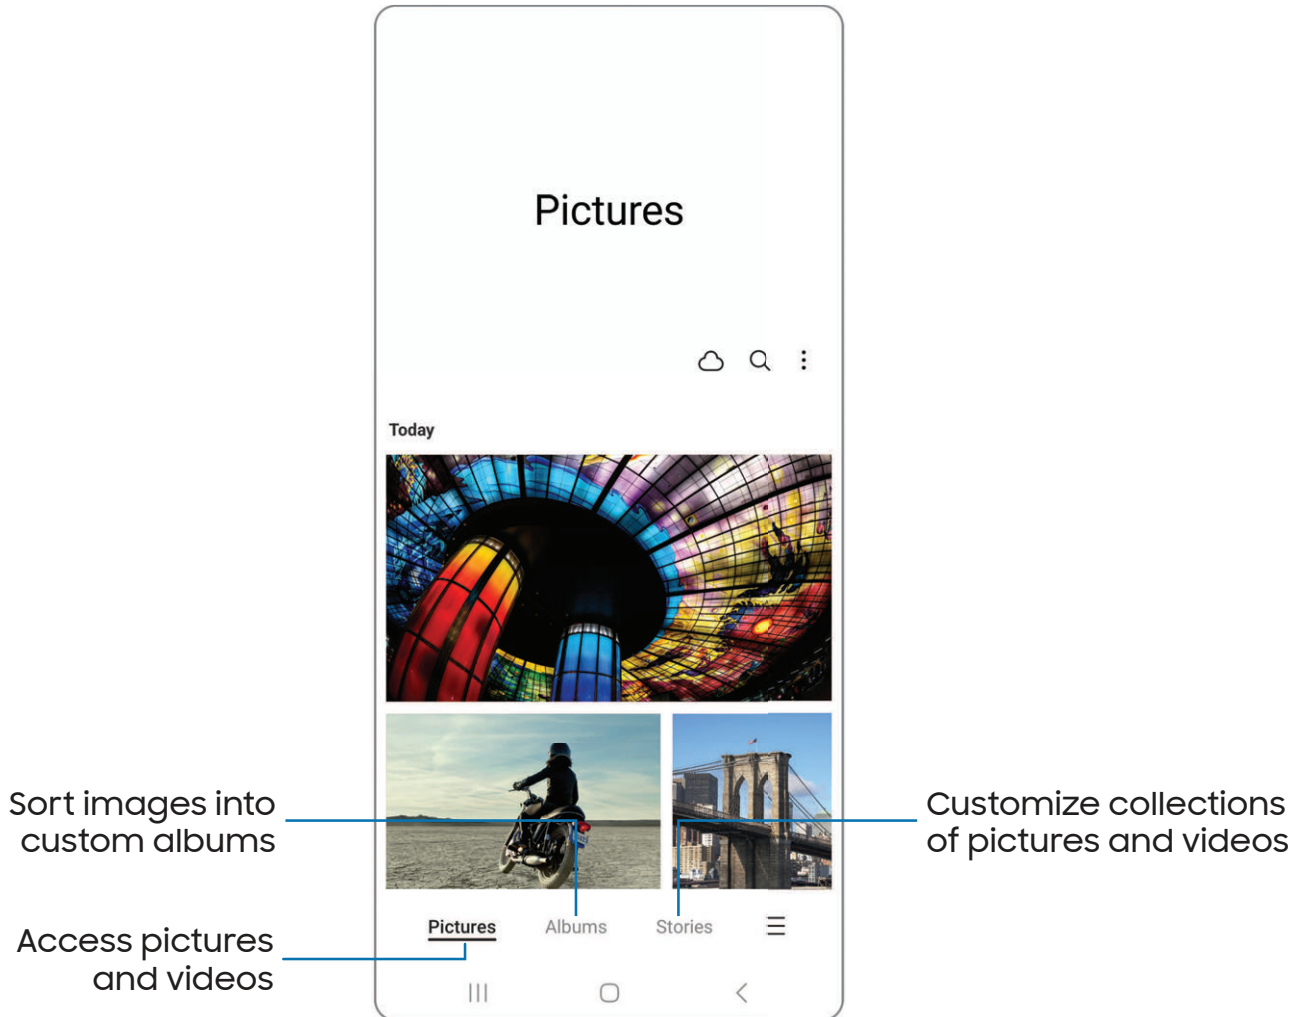 Pictures
Today
Sort images into
custom albums
Customize collections
of pictures and videos
Pictures Albums Stories
Access pictures
and videos